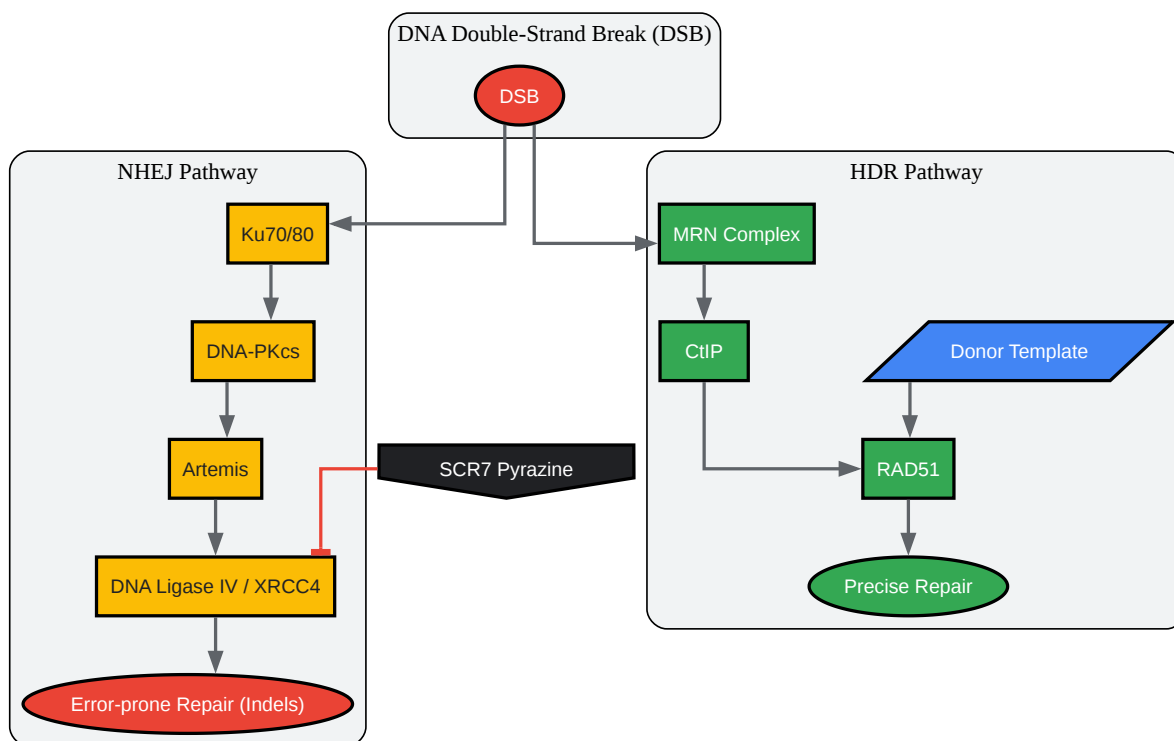 DNA Double-Strand Break (DSB)
DSB
NHEJ Pathway
Ku70/80
DNA-PKcs
Artemis
DNA Ligase IV / XRCC4
Error-prone Repair (Indels)
SCR7 Pyrazine
HDR Pathway
MRN Complex
CtIP
Donor Template
RAD51
Precise Repair